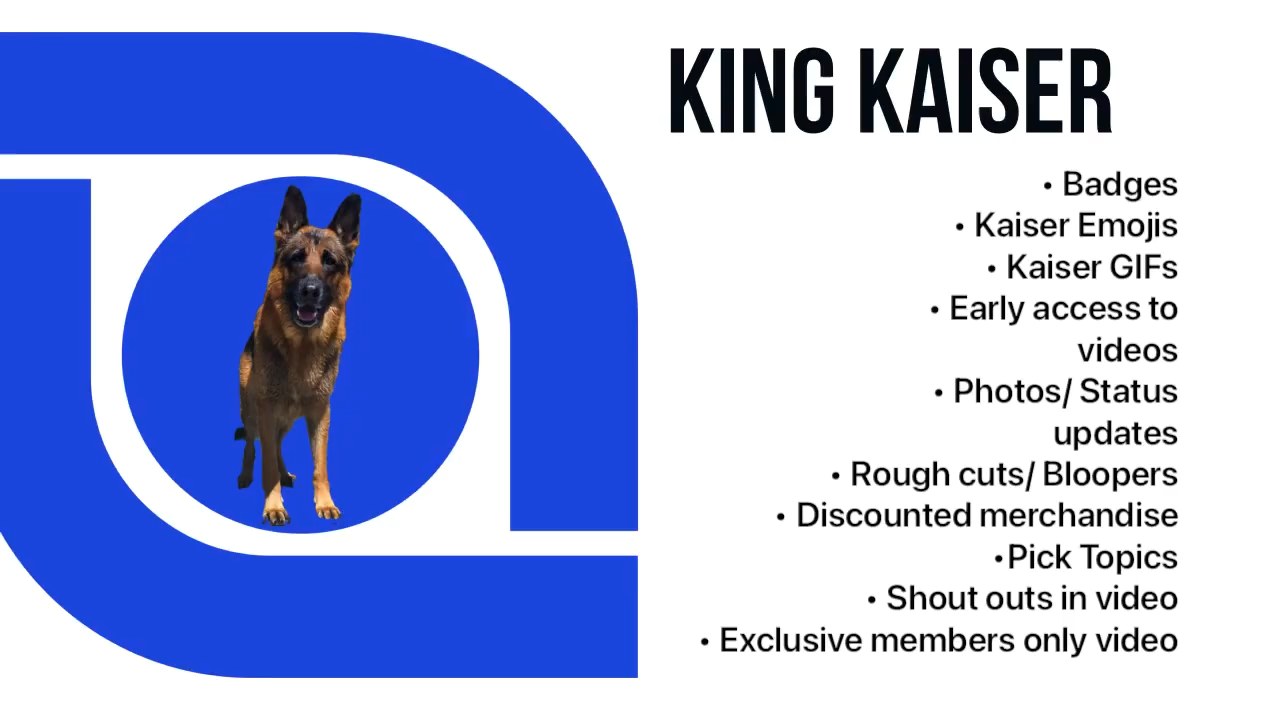 KING KAISER
• Badges
• Kaiser Emojis
• Kaiser GIFs
• Early access to
videos
• Photos/ Status
updates
• Rough cuts/ Bloopers
• Discounted merchandise
•Pick Topics
• Shout outs in video
• Exclusive members only video